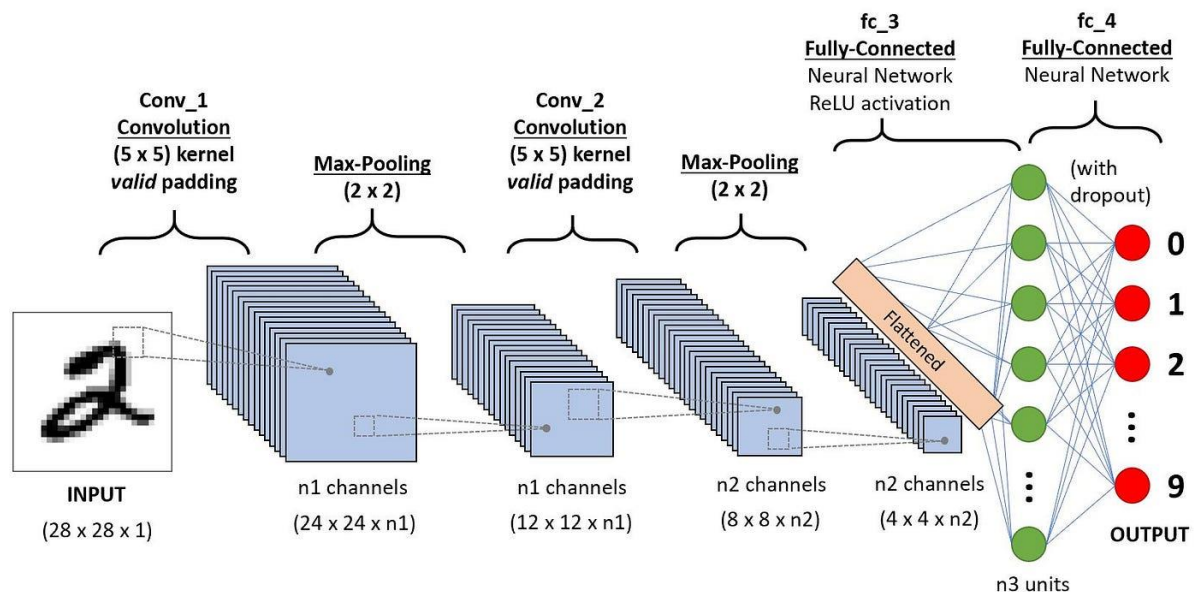 Conv_1
Convolution
(5 x 5) kernel
valid padding
Max-Pooling
(2 x 2)
Conv_2
Convolution
(5 x 5) kernel
valid padding
Max-Pooling
(2 x 2)
fc_3
Fully-Connected
Neural Network
ReLU activation
fc_4
Fully-Connected
Neural Network
(with
dropout)
Flattened
0
1
2
...
9
OUTPUT
...
n3 units
2
INPUT
(28 x 28 x 1)
n1 channels
(24 x 24 x n1)
n1 channels
(12 x 12 x n1)
n2 channels
(8 x 8 x n2)
n2 channels
(4 x 4 x n2)